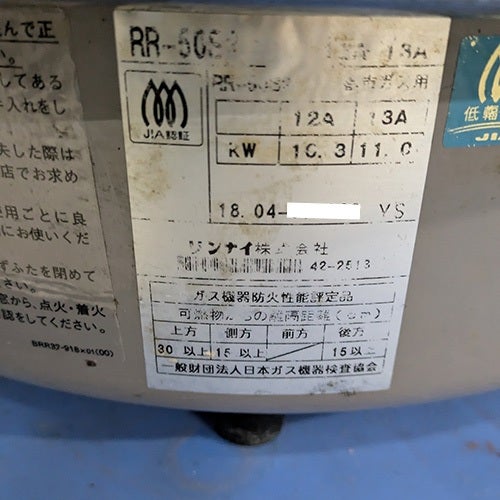 んで正
い。
してある
手入れをし
失した際は
店でお求め
使用ごとに良
にお使いくだ
ずふたを閉めて
窓から、点火・着火
認をしてください。
BRR37-918×01(00)
12A 13A
JIA認証
都市ガス用
12A 13A
KW 10.3 11.0
18.04- YS
リンナイ株式会社
42-2513
ガス機器防火性能評定品
可燃物からの離隔距離(cm)
上方 側方 前方 後方
30 以上 15 以上 15 以上
一般財団法人日本ガス機器検査協会
低輻